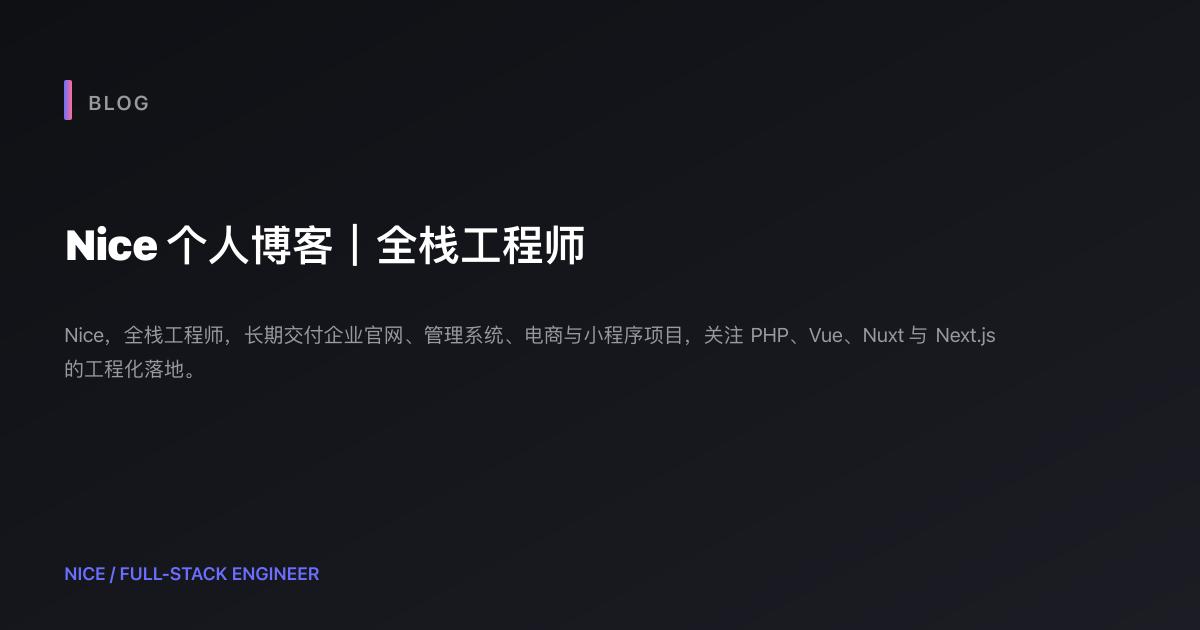 BLOG
Nice 个人博客｜全栈工程师
Nice，全栈工程师，长期交付企业官网、管理系统、电商与小程序项目，关注 PHP、Vue、Nuxt 与 Next.js
的工程化落地。
NICE / FULL-STACK ENGINEER